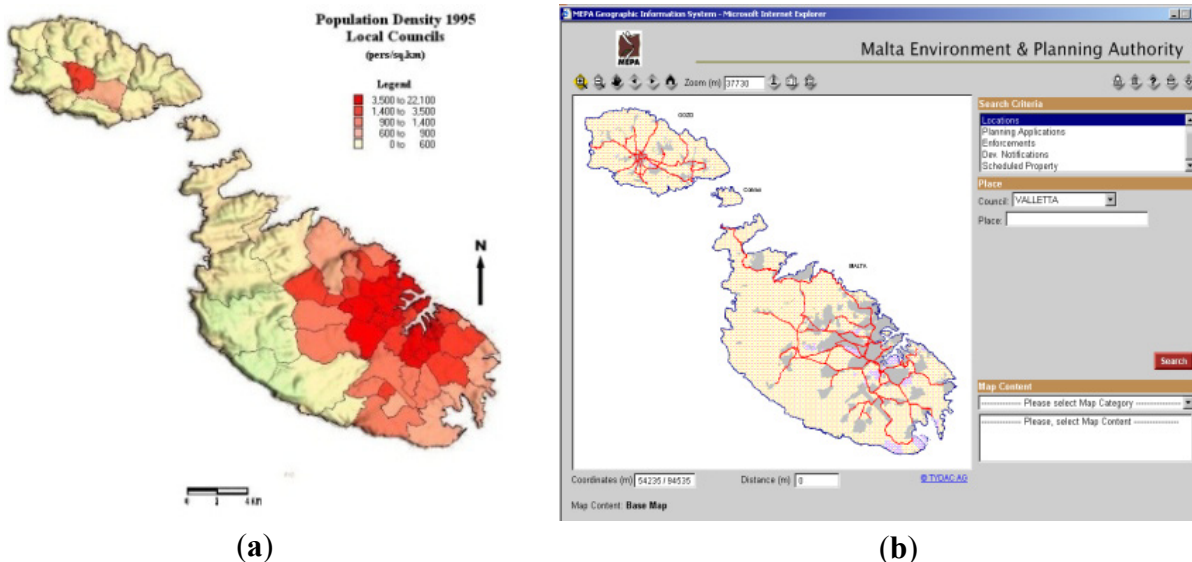 Population Density 1995
Local Councils
(pers/sq.km)
Legend
3,500 to 22,100
1,400 to 3,500
900 to 1,400
600 to 900
0 to 600
N
4 Km
(a)
MEPA Geographic Information System - Microsoft Internet Explorer
MEPA
Malta Environment & Planning Authority
Zoom (m) 37730
GOZO
COMINO
MALTA
Search Criteria
Locations
Planning Applications
Enforcements
Dev. Notifications
Scheduled Property
Place
Council: VALLETTA
Place:
Search
Map Content
------------ Please select Map Category ------------
------------ Please, select Map Content ------------
Coordinates (m) 54235 / 94535
Distance (m) 0
© TYDAC AG
Map Content: Base Map
(b)